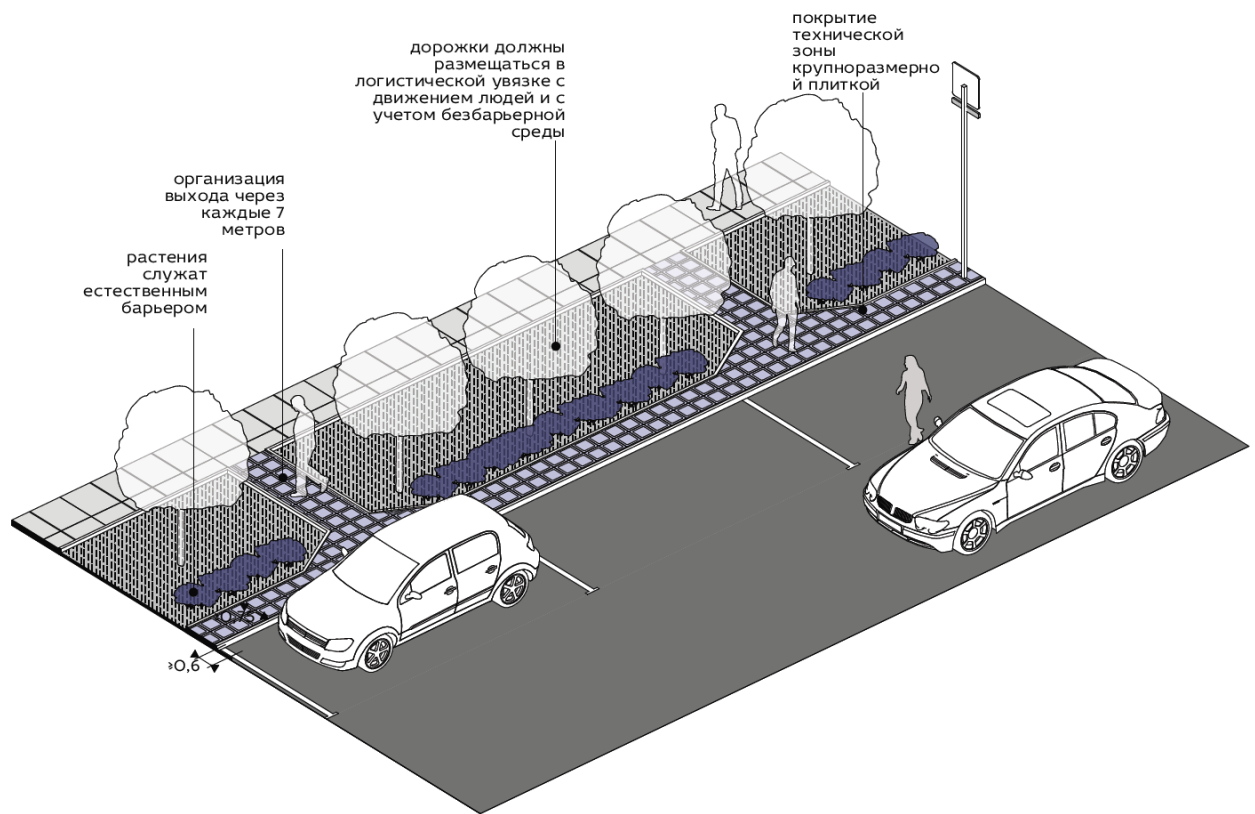 покрытие
технической
зоны
крупноразмерно
й плиткой
дорожки должны
размещаться в
логистической увязке с
движением людей и с
учетом безбарьерной
среды
организация
выхода через
каждые 7
метров
растения
служат
естественным
барьером
>0,6